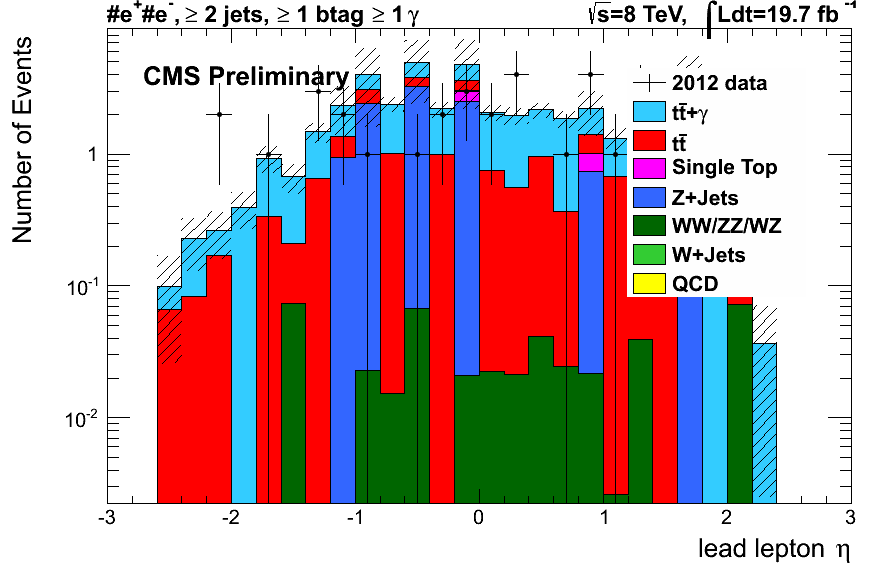 #e⁺#e⁻, ≥ 2 jets, ≥ 1 btag ≥ 1 γ
√s=8 TeV, ∫Ldt=19.7 fb⁻¹
CMS Preliminary
2012 data
tt̄+γ
tt̄
Single Top
Z+Jets
WW/ZZ/WZ
W+Jets
QCD
Number of Events
1
10⁻¹
10⁻²
-3 -2 -1 0 1 2 3
lead lepton η